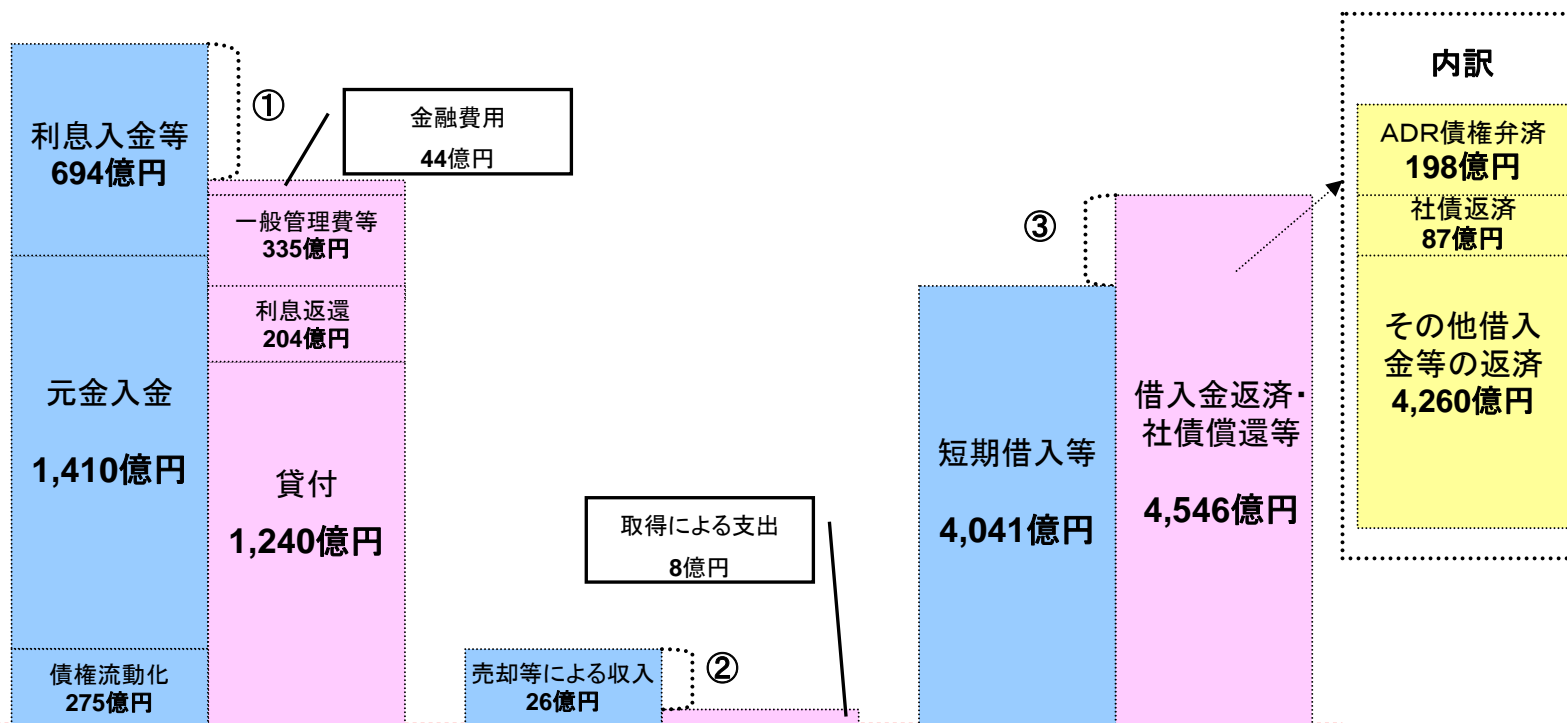 利息入金等
694億円
元金入金
1,410億円
債権流動化
275億円
①
金融費用
44億円
一般管理費等
335億円
利息返還
204億円
貸付
1,240億円
売却等による収入
26億円
②
取得による支出
8億円
短期借入等
4,041億円
③
借入金返済・
社債償還等
4,546億円
内訳
ADR債権弁済
198億円
社債返済
87億円
その他借入
金等の返済
4,260億円